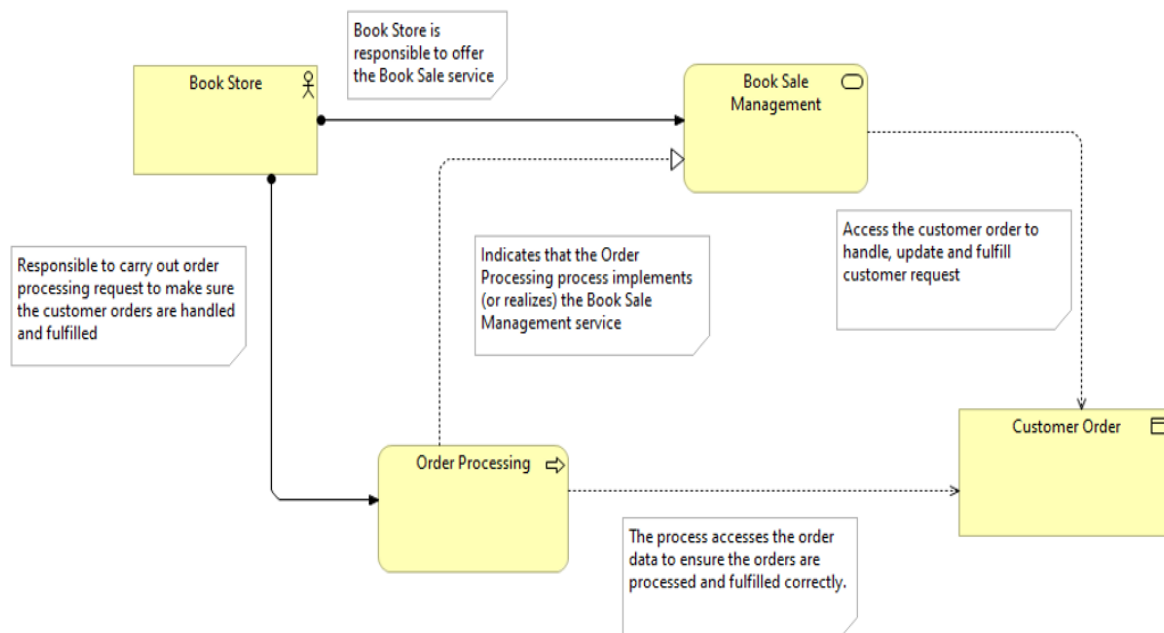 Book Store is
responsible to offer
the Book Sale service
Book Store
Book Sale
Management
Responsible to carry out order
processing request to make sure
the customer orders are handled
and fulfilled
Indicates that the Order
Processing process implements
(or realizes) the Book Sale
Management service
Access the customer order to
handle, update and fulfill
customer request
Order Processing
Customer Order
The process accesses the order
data to ensure the orders are
processed and fulfilled correctly.